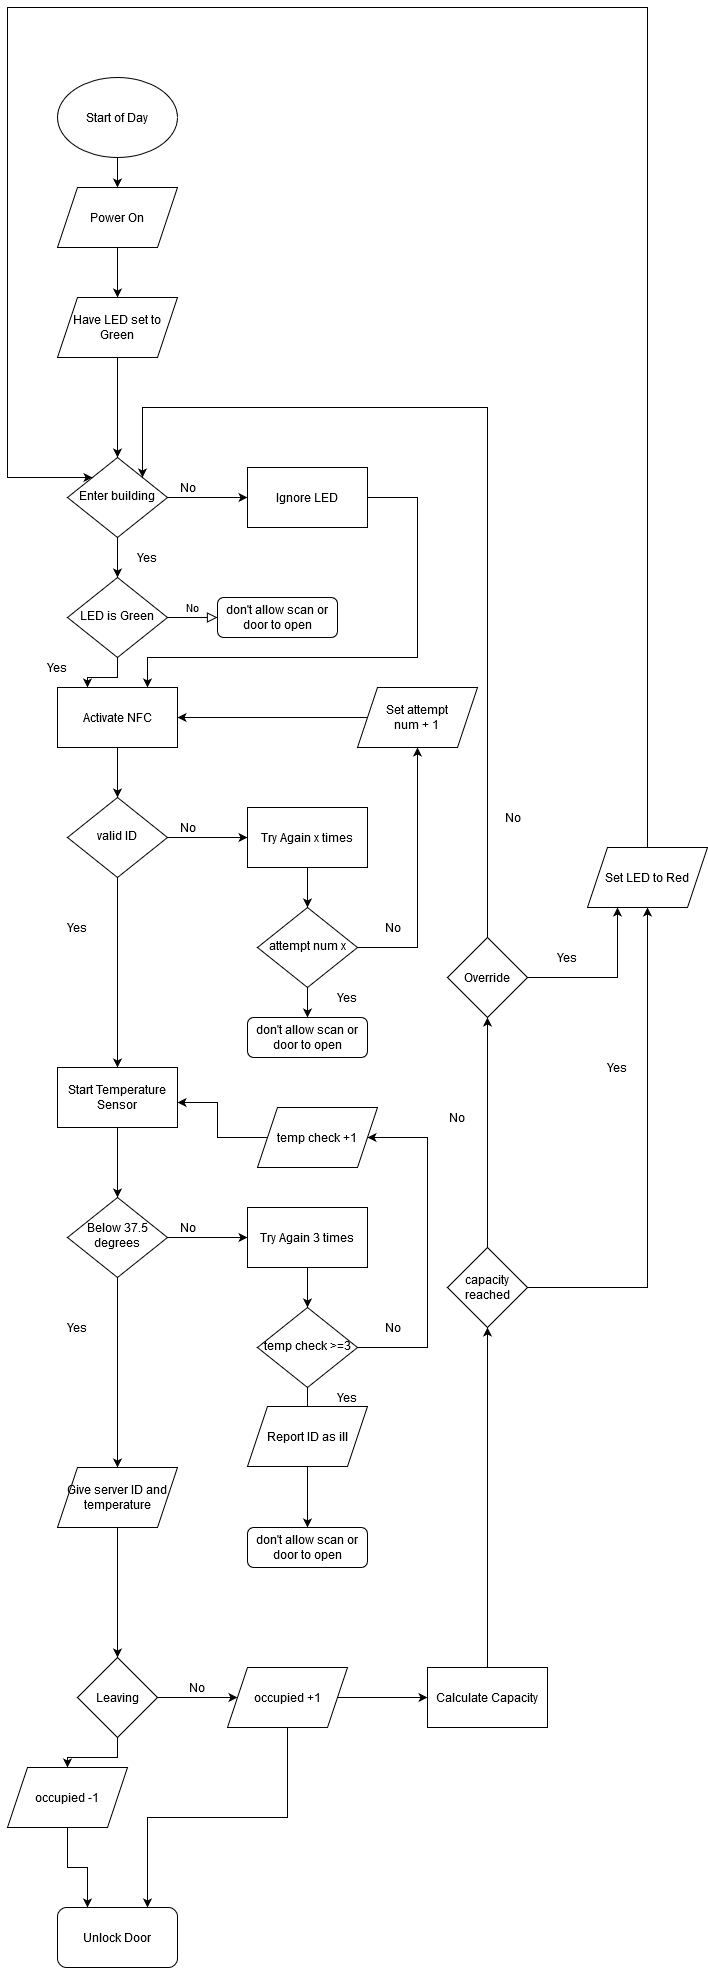 Start of Day
Power On
Have LED set to
Green
Enter building
No
Ignore LED
Yes
LED is Green
No
don't allow scan or
door to open
Yes
Activate NFC
Set attempt
num + 1
valid ID
No
Try Again x times
No
Set LED to Red
Yes
attempt num x
No
Override
Yes
Yes
don't allow scan or
door to open
Start Temperature
Sensor
temp check +1
No
Yes
Below 37.5
degrees
No
Try Again 3 times
capacity
reached
Yes
temp check >=3
No
Yes
Report ID as ill
Give server ID and
temperature
don't allow scan or
door to open
Leaving
No
occupied +1
Calculate Capacity
occupied -1
Unlock Door